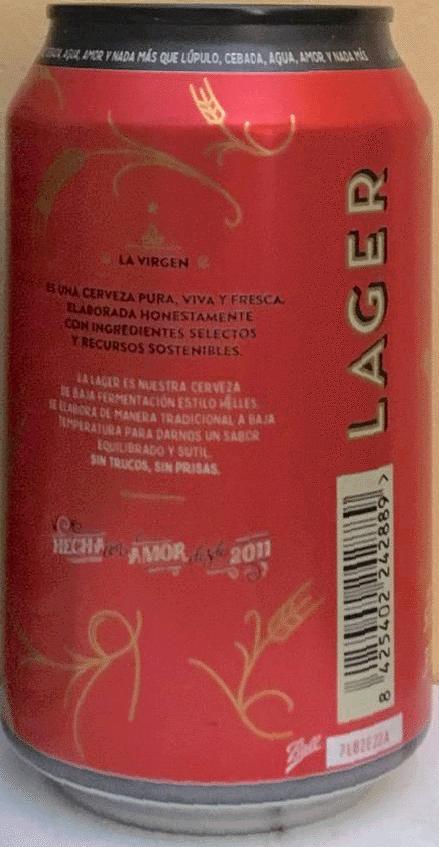 AGUA, AMOR Y NADA MÁS QUE LÚPULO, CEBADA, AGUA, AMOR Y NADA MÁS
LA VIRGEN
ES UNA CERVEZA PURA, VIVA Y FRESCA,
ELABORADA HONESTAMENTE
CON INGREDIENTES SELECTOS
Y RECURSOS SOSTENIBLES.
LA LAGER ES NUESTRA CERVEZA
DE BAJA FERMENTACIÓN ESTILO HELLES.
SE ELABORA DE MANERA TRADICIONAL A BAJA
TEMPERATURA PARA DARNOS UN SABOR
EQUILIBRADO Y SUTIL.
SIN TRUCOS, SIN PRISAS.
HECHA con AMOR desde 2011
LAGER
8 425402 242889 >
Ball